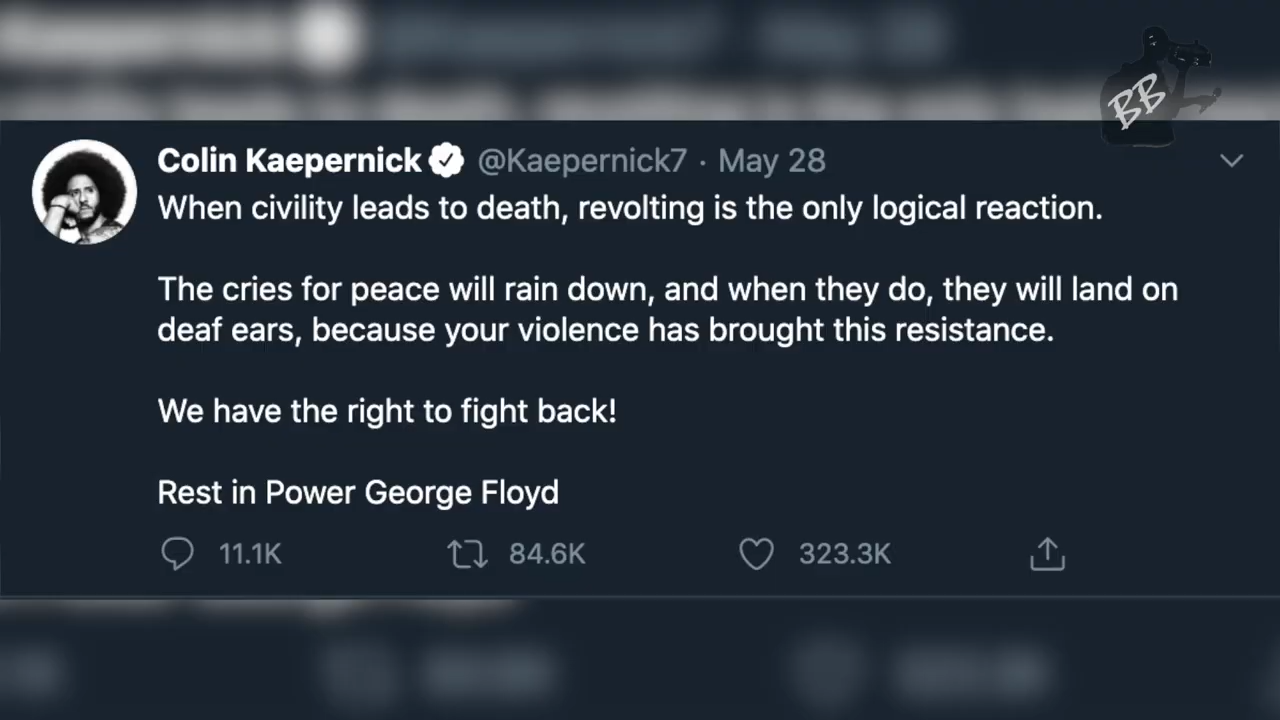 BB
Colin Kaepernick @Kaepernick7 · May 28
When civility leads to death, revolting is the only logical reaction.
The cries for peace will rain down, and when they do, they will land on
deaf ears, because your violence has brought this resistance.
We have the right to fight back!
Rest in Power George Floyd
11.1K 84.6K 323.3K